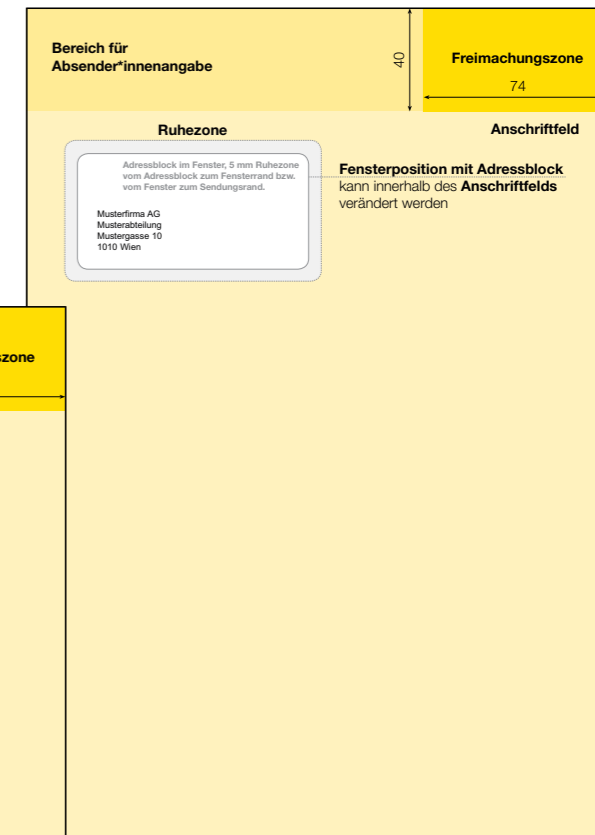 Bereich für
Absender*innenangabe
40
Freimachungszone
74
Ruhezone
Anschriftfeld
Adressblock im Fenster, 5 mm Ruhezone
vom Adressblock zum Fensterrand bzw.
vom Fenster zum Sendungsrand.
Fensterposition mit Adressblock
kann innerhalb des Anschriftfelds
verändert werden
Musterfirma AG
Musterabteilung
Mustergasse 10
1010 Wien
szone